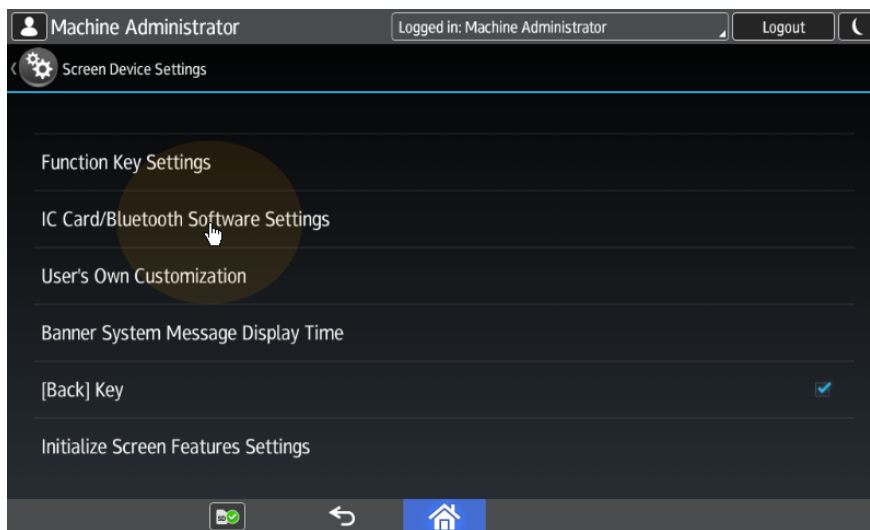 Machine Administrator
Logged in: Machine Administrator
Logout
Screen Device Settings
Function Key Settings
IC Card/Bluetooth Software Settings
User's Own Customization
Banner System Message Display Time
[Back] Key
Initialize Screen Features Settings
SD